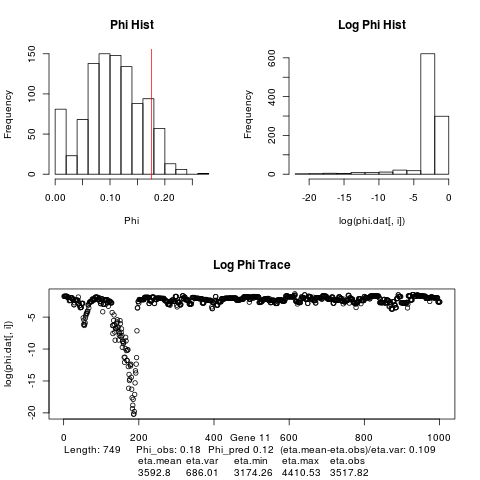 Phi Hist
Log Phi Hist
Frequency
0
50
100
150
0.00
0.10
0.20
Phi
Frequency
0
200
400
600
-20
-15
-10
-5
0
log(phi.dat[, i])
Log Phi Trace
log(phi.dat[, i])
-5
-10
-15
-20
0
200
400
600
800
1000
Gene 11
Length: 749 Phi_obs: 0.18 Phi_pred 0.12 (eta.mean-eta.obs)/eta.var: 0.109
eta.mean eta.var eta.min eta.max eta.obs
3592.8 686.01 3174.26 4410.53 3517.82